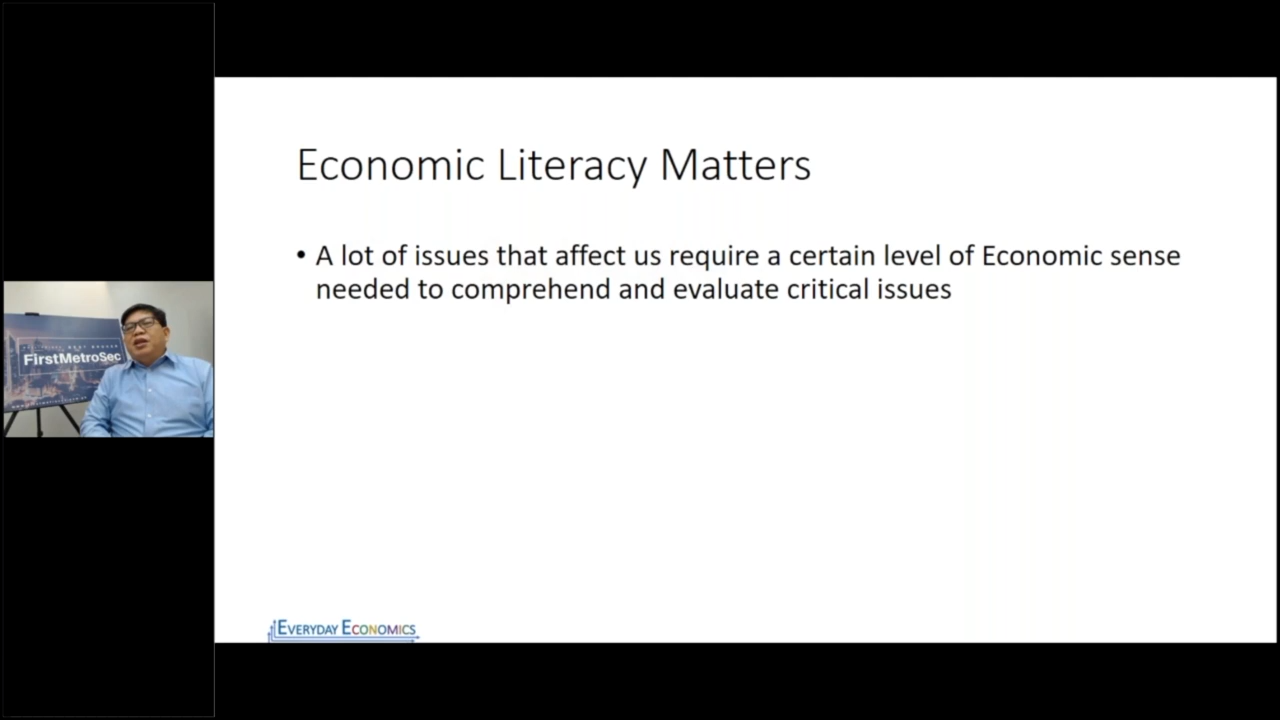 Economic Literacy Matters
• A lot of issues that affect us require a certain level of Economic sense
needed to comprehend and evaluate critical issues
FirstMetroSec
EVERYDAY ECONOMICS